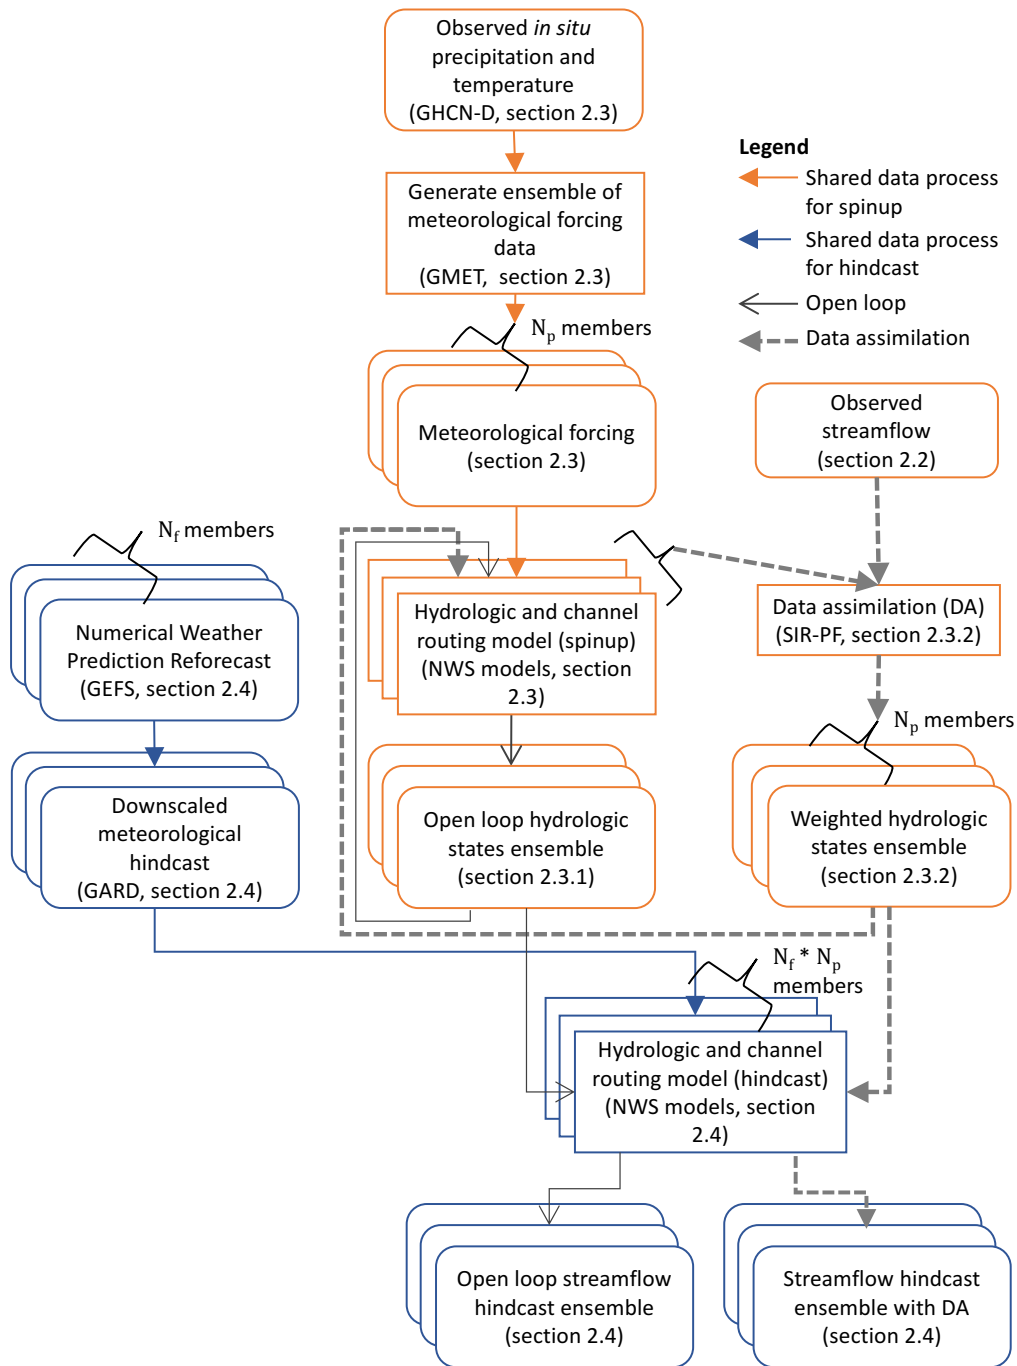 Observed in situ
precipitation and
temperature
(GHCN-D, section 2.3)
Generate ensemble of
meteorological forcing
data
(GMET, section 2.3)
Legend
Shared data process
for spinup
Shared data process
for hindcast
Open loop
Data assimilation
Np members
Meteorological forcing
(section 2.3)
Observed
streamflow
(section 2.2)
Nf members
Numerical Weather
Prediction Reforecast
(GEFS, section 2.4)
Hydrologic and channel
routing model (spinup)
(NWS models, section
2.3)
Data assimilation (DA)
(SIR-PF, section 2.3.2)
Np members
Downscaled
meteorological
hindcast
(GARD, section 2.4)
Open loop hydrologic
states ensemble
(section 2.3.1)
Weighted hydrologic
states ensemble
(section 2.3.2)
Nf * Np
members
Hydrologic and channel
routing model (hindcast)
(NWS models, section
2.4)
Open loop streamflow
hindcast ensemble
(section 2.4)
Streamflow hindcast
ensemble with DA
(section 2.4)